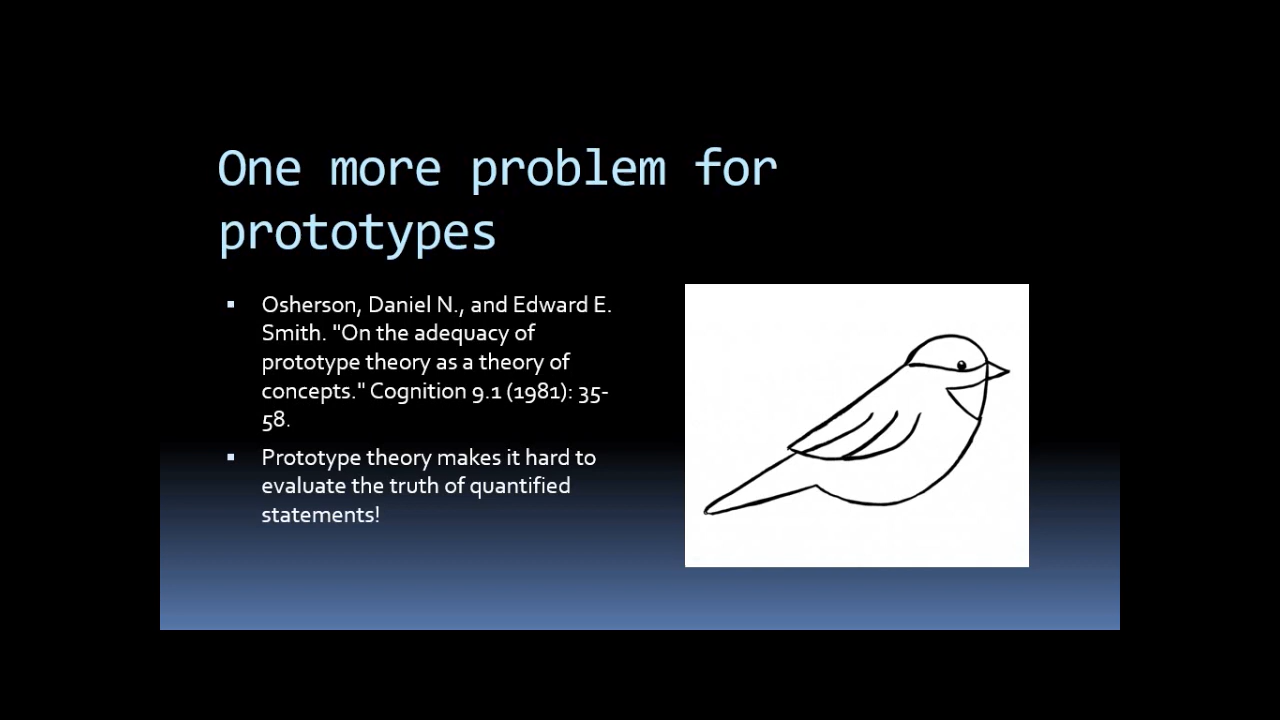 One more problem for
prototypes
▪ Osherson, Daniel N., and Edward E.
Smith. "On the adequacy of
prototype theory as a theory of
concepts." Cognition 9.1 (1981): 35-
58.
▪ Prototype theory makes it hard to
evaluate the truth of quantified
statements!